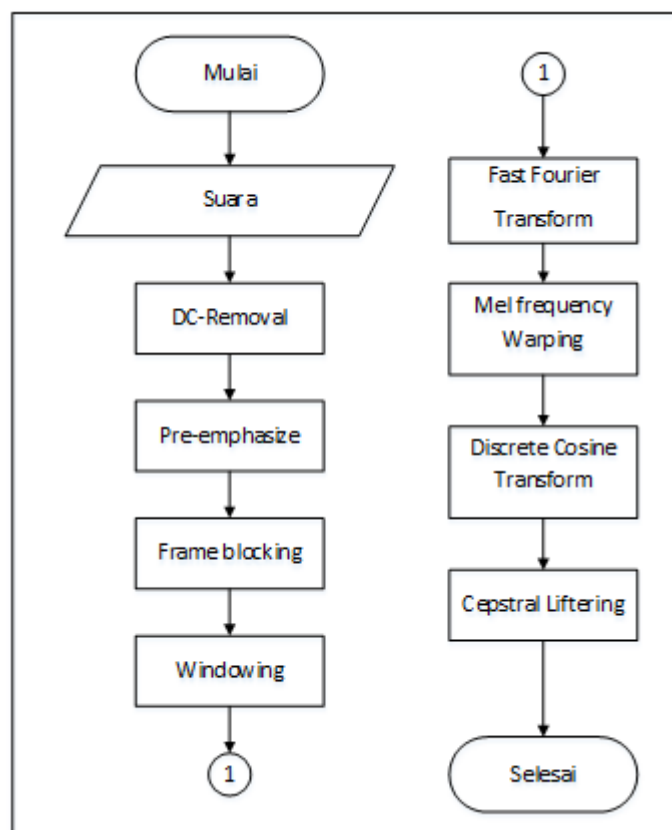 Mulai
Suara
DC-Removal
Pre-emphasize
Frame blocking
Windowing
1
1
Fast Fourier
Transform
Mel frequency
Warping
Discrete Cosine
Transform
Cepstral Liftering
Selesai